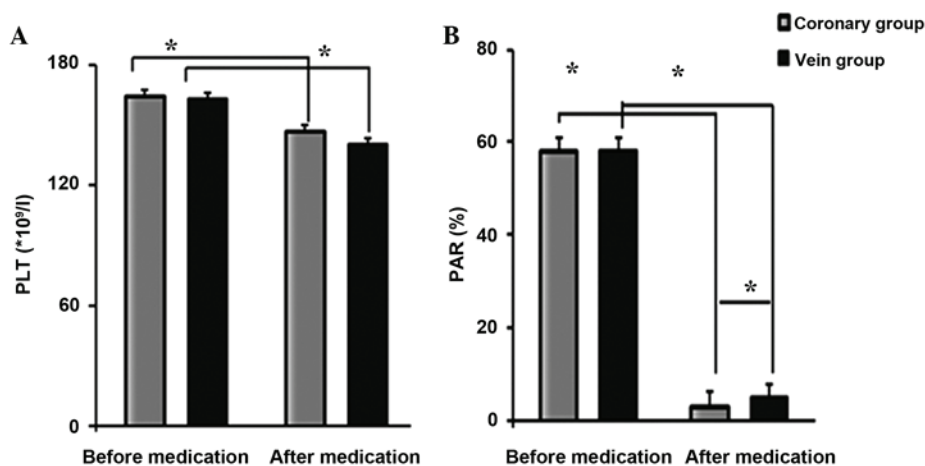 A
PLT (*10⁹/l)
180
120
60
0
*
*
Before medication After medication
B
PAR (%)
80
60
40
20
0
*
*
*
Before medication After medication
Coronary group
Vein group